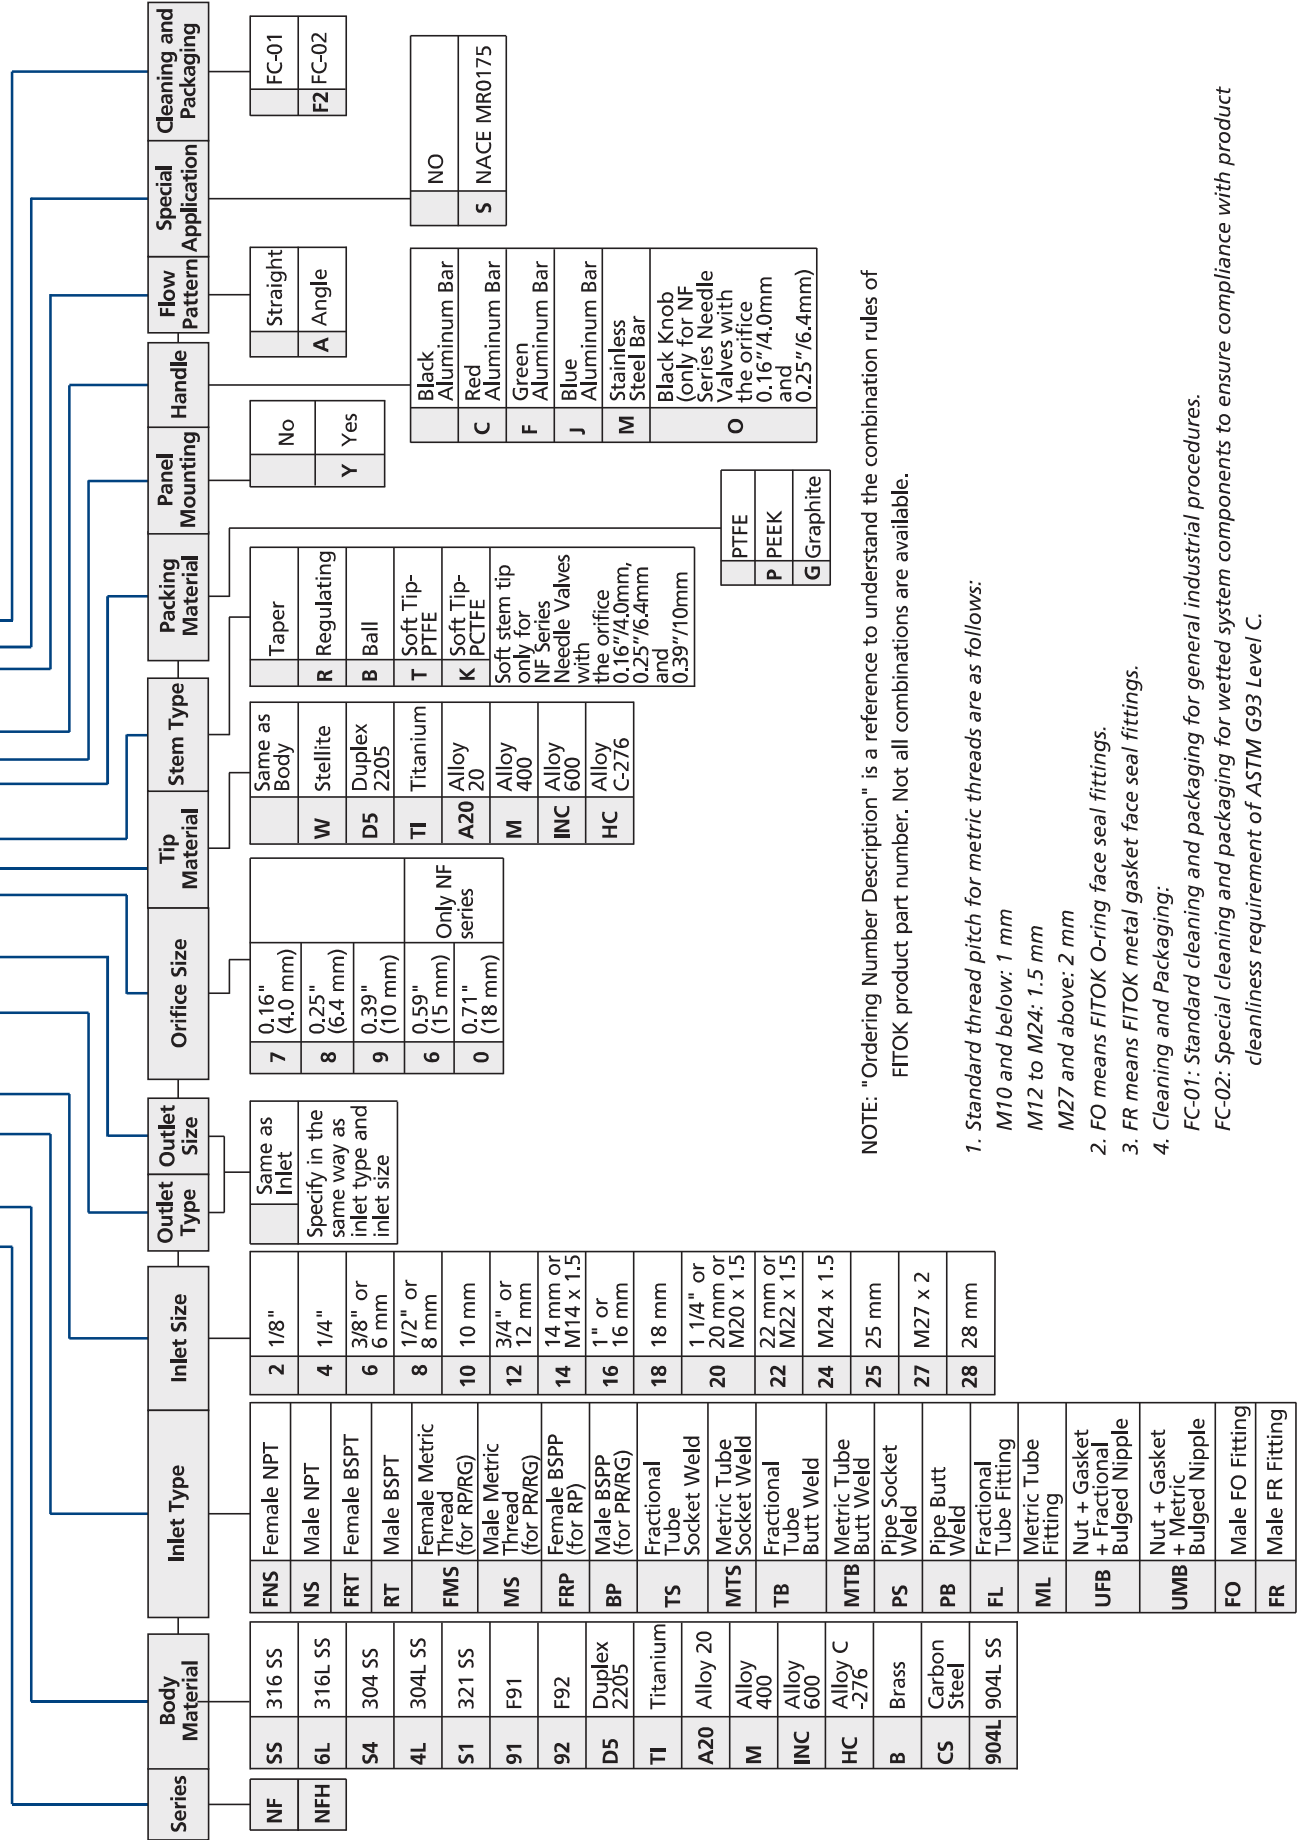 Series
NF
NFH
Body
Material
SS 316 SS
6L 316L SS
S4 304 SS
4L 304L SS
S1 321 SS
91 F91
92 F92
D5 Duplex
2205
TI Titanium
A20 Alloy 20
M Alloy
400
INC Alloy
600
HC Alloy C
-276
B Brass
CS Carbon
Steel
904L 904L SS
Inlet Type
FNS Female NPT
NS Male NPT
FRT Female BSPT
RT Male BSPT
FMS Female Metric
Thread
(for RP/RG)
MS Male Metric
Thread
(for PR/RG)
FRP Female BSPP
(for RP)
BP Male BSPP
(for PR/RG)
TS Fractional
Tube
Socket Weld
MTS Metric Tube
Socket Weld
TB Fractional
Tube
Butt Weld
MTB Metric Tube
Butt Weld
PS Pipe Socket
Weld
PB Pipe Butt
Weld
FL Fractional
Tube Fitting
ML Metric Tube
Fitting
UFB Nut + Gasket
+ Fractional
Bulged Nipple
UMB Nut + Gasket
+ Metric
Bulged Nipple
FO Male FO Fitting
FR Male FR Fitting
Inlet Size
2 1/8"
4 1/4"
6 3/8" or
6 mm
8 1/2" or
8 mm
10 10 mm
12 3/4" or
12 mm
14 14 mm or
M14 x 1.5
16 1" or
16 mm
18 18 mm
20 1 1/4" or
20 mm or
M20 x 1.5
22 22 mm or
M22 x 1.5
24 M24 x 1.5
25 25 mm
27 M27 x 2
28 28 mm
Outlet
Type
Outlet
Size
Same as
Inlet
Specify in the
same way as
inlet type and
inlet size
Orifice Size
7 0.16"
(4.0 mm)
8 0.25"
(6.4 mm)
9 0.39"
(10 mm)
6 0.59"
(15 mm)
0 0.71"
(18 mm)
Only NF
series
Tip
Material
Same as
Body
W Stellite
D5 Duplex
2205
TI Titanium
A20 Alloy
20
M Alloy
400
INC Alloy
600
HC Alloy
C-276
Stem Type
Taper
R Regulating
B Ball
T Soft Tip-
PTFE
K Soft Tip-
PCTFE
Soft stem tip
only for
NF Series
Needle Valves
with
the orifice
0.16"/4.0mm,
0.25"/6.4mm
and
0.39"/10mm
Packing
Material
PTFE
P PEEK
G Graphite
Panel
Mounting
No
Y Yes
Handle
Black
Aluminum Bar
C Red
Aluminum Bar
F Green
Aluminum Bar
J Blue
Aluminum Bar
M Stainless
Steel Bar
O Black Knob
(only for NF
Series Needle
Valves with
the orifice
0.16"/4.0mm
and
0.25"/6.4mm)
Flow
Pattern
Straight
A Angle
Special
Application
NO
S NACE MR0175
Cleaning and
Packaging
FC-01
F2 FC-02
NOTE: "Ordering Number Description" is a reference to understand the combination rules of
FITOK product part number. Not all combinations are available.
1. Standard thread pitch for metric threads are as follows:
M10 and below: 1 mm
M12 to M24: 1.5 mm
M27 and above: 2 mm
2. FO means FITOK O-ring face seal fittings.
3. FR means FITOK metal gasket face seal fittings.
4. Cleaning and Packaging:
FC-01: Standard cleaning and packaging for general industrial procedures.
FC-02: Special cleaning and packaging for wetted system components to ensure compliance with product
cleanliness requirement of ASTM G93 Level C.